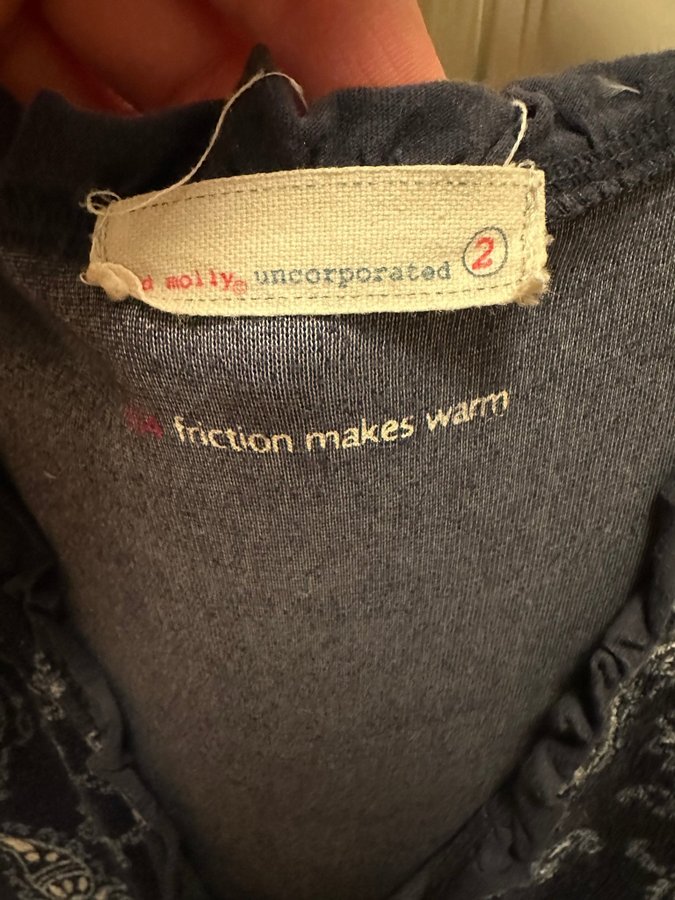 d molly® uncorporated 2
friction makes warm